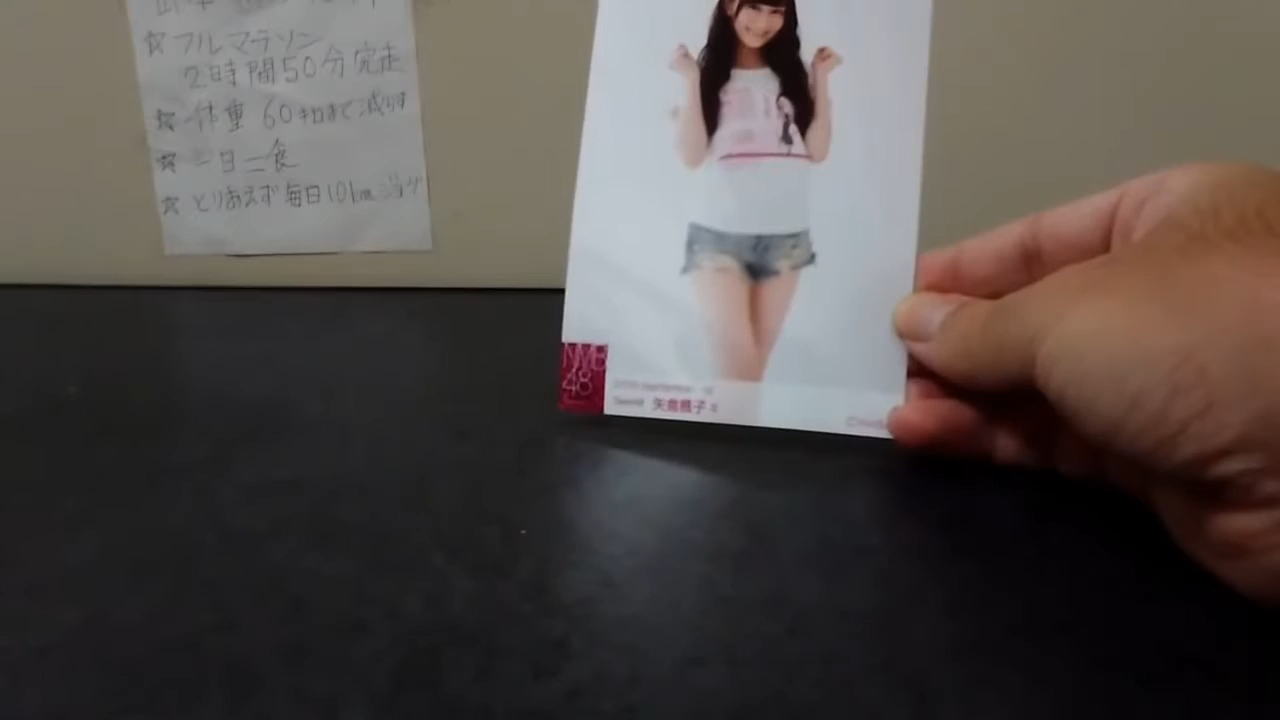 ☆フルマラソン
2時間50分完走
☆体重 60キロまで減らす
☆一日二食
☆とりあえず毎日10kmジョグ
NMB
48
矢倉楓子